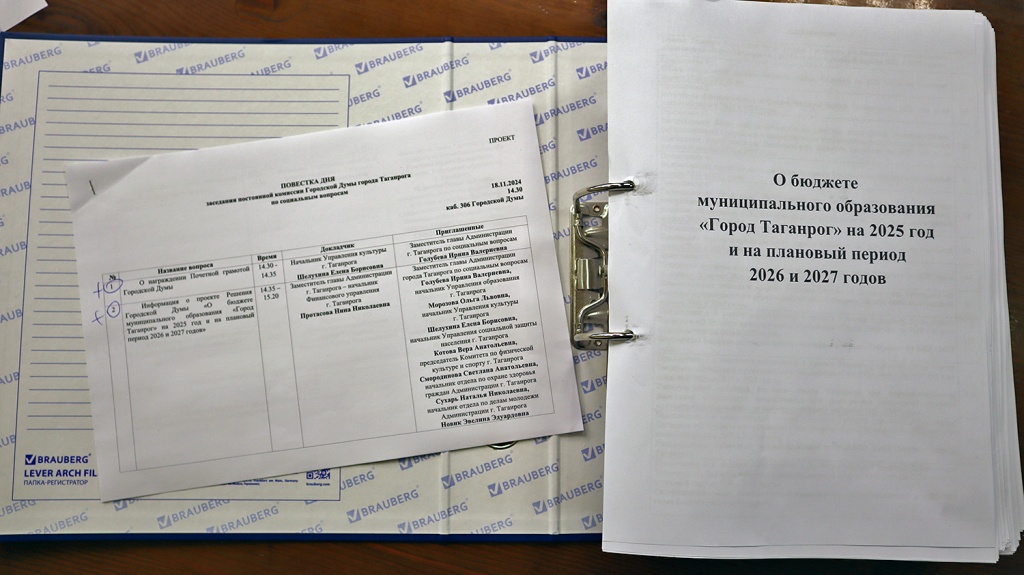 ПРОЕКТ
ПОВЕСТКА ДНЯ
заседания постоянной комиссии Городской Думы города Таганрога
по социальным вопросам
18.11.2024
14.30
каб. 306 Городской Думы
№
Название вопроса
Время
Докладчик
Приглашенные
1
О награждении Почетной грамотой
Городской Думы
14.30 –
14.35
Начальник Управления культуры
г. Таганрога
Шелухина Елена Борисовна
Заместитель главы Администрации
г. Таганрога по социальным вопросам
Голубева Ирина Валериевна
2
Информация о проекте Решения
Городской Думы «О бюджете
муниципального образования «Город
Таганрог» на 2025 год и на плановый
период 2026 и 2027 годов»
14.35 –
15.20
Заместитель главы Администрации
г. Таганрога – начальник
Финансового управления
г. Таганрога
Протасова Нина Николаевна
Заместитель главы Администрации
города Таганрога по социальным вопросам
Голубева Ирина Валериевна,
начальник Управления образования
г. Таганрога
Морозова Ольга Львовна,
начальник Управления культуры
г. Таганрога
Шелухина Елена Борисовна,
начальник Управления социальной защиты
населения г. Таганрога
Котова Вера Анатольевна,
председатель Комитета по физической
культуре и спорту г. Таганрога
Смородинова Светлана Анатольевна,
начальник отдела по охране здоровья
граждан Администрации г. Таганрога
Сухарь Наталья Николаевна,
начальник отдела по делам молодежи
Администрации г. Таганрога
Новик Эвелина Эдуардовна
BRAUBERG
LEVER ARCH FIL
ПАПКА-РЕГИСТРАТОР
О бюджете
муниципального образования
«Город Таганрог» на 2025 год
и на плановый период
2026 и 2027 годов